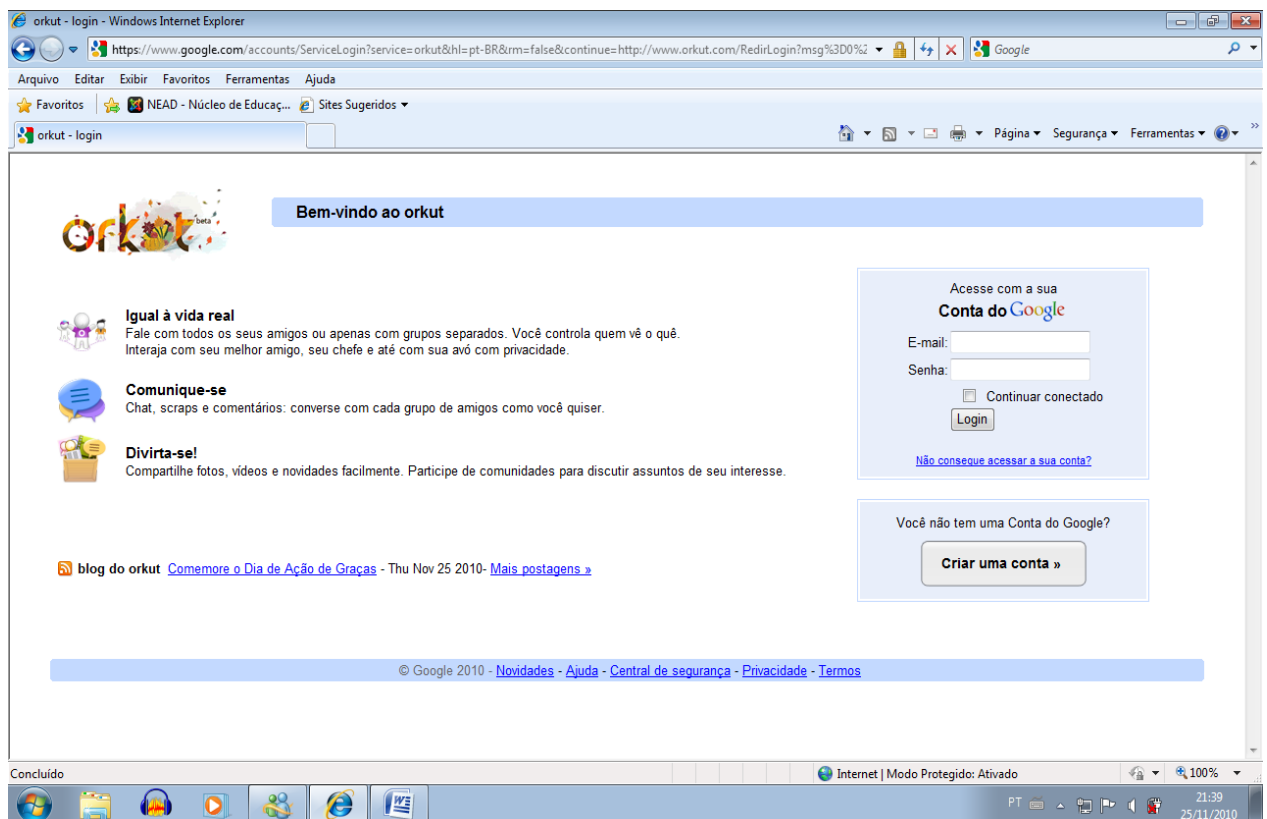 orkut - login - Windows Internet Explorer
https://www.google.com/accounts/ServiceLogin?service=orkut&hl=pt-BR&rm=false&continue=http://www.orkut.com/RedirLogin?msg%3D0%2
Google
Arquivo Editar Exibir Favoritos Ferramentas Ajuda
Favoritos NEAD - Núcleo de Educaç... Sites Sugeridos
orkut - login
Página Segurança Ferramentas
orkut beta
Bem-vindo ao orkut
Igual à vida real
Fale com todos os seus amigos ou apenas com grupos separados. Você controla quem vê o quê.
Interaja com seu melhor amigo, seu chefe e até com sua avó com privacidade.
Comunique-se
Chat, scraps e comentários: converse com cada grupo de amigos como você quiser.
Divirta-se!
Compartilhe fotos, vídeos e novidades facilmente. Participe de comunidades para discutir assuntos de seu interesse.
blog do orkut Comemore o Dia de Ação de Graças - Thu Nov 25 2010- Mais postagens »
Acesse com a sua
Conta do Google
E-mail:
Senha:
Continuar conectado
Login
Não consegue acessar a sua conta?
Você não tem uma Conta do Google?
Criar uma conta »
© Google 2010 - Novidades - Ajuda - Central de segurança - Privacidade - Termos
Concluído
Internet | Modo Protegido: Ativado
100%
PT
21:39
25/11/2010